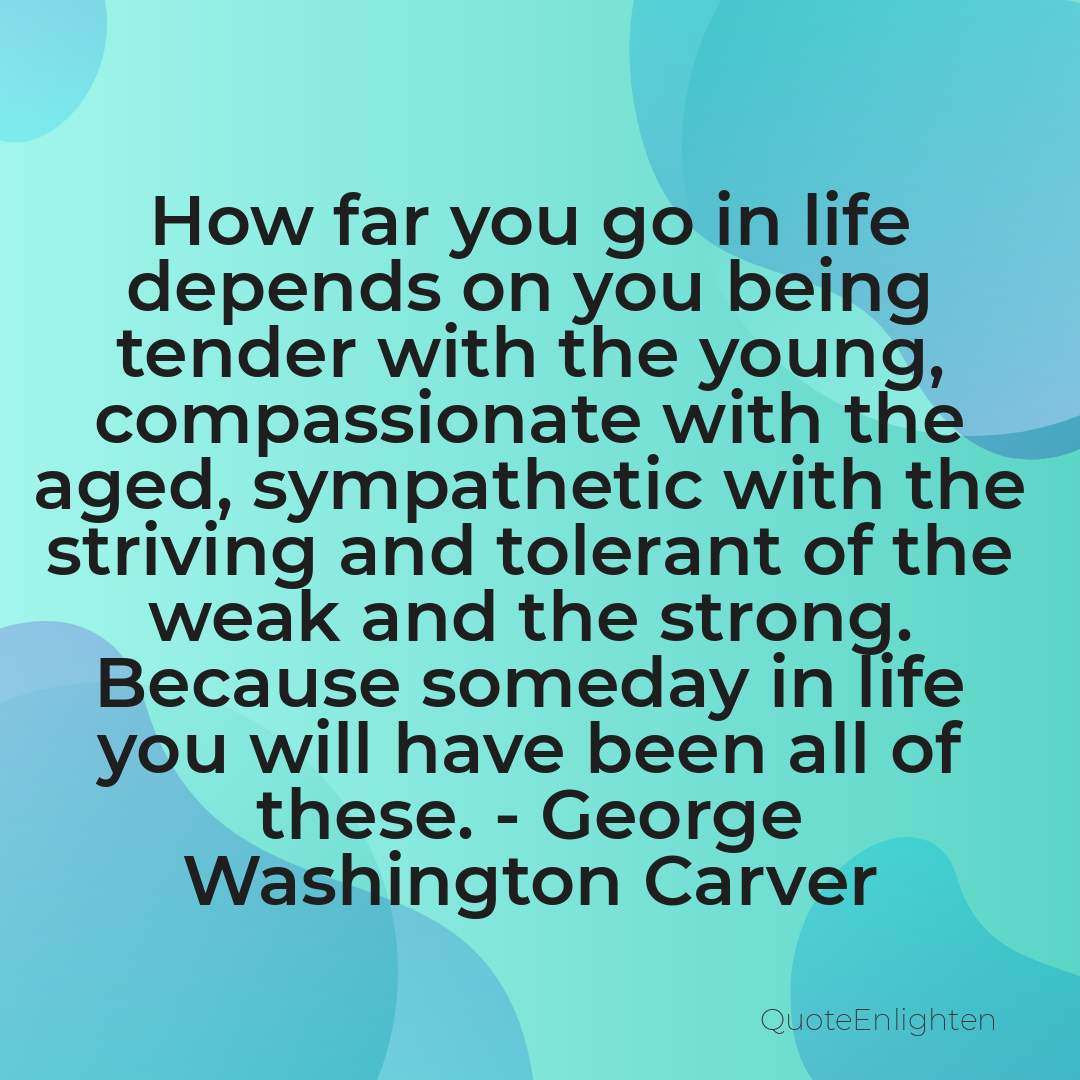 How far you go in life
depends on you being
tender with the young,
compassionate with the
aged, sympathetic with the
striving and tolerant of the
weak and the strong.
Because someday in life
you will have been all of
these. - George
Washington Carver
QuoteEnlighten